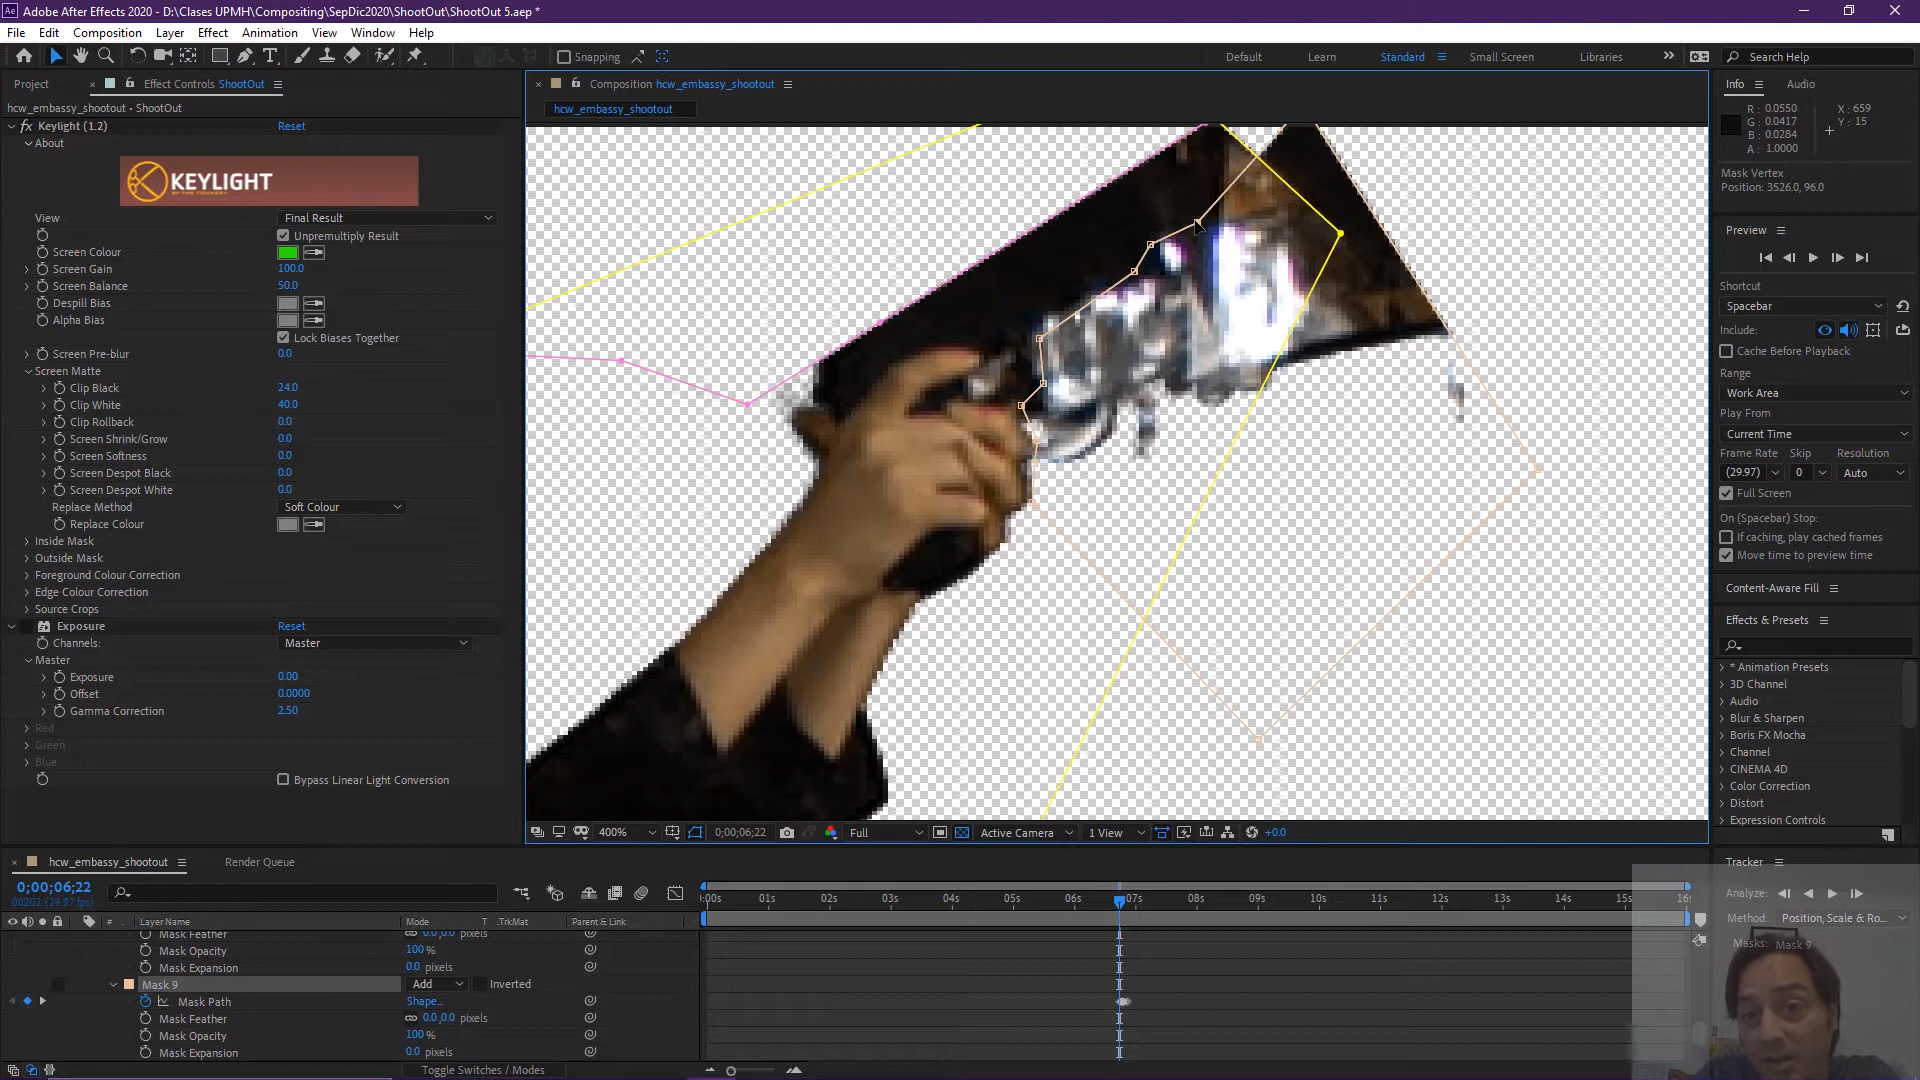 Adobe After Effects 2020 - D:\Clases UPMH\Compositing\SepDic2020\ShootOut\ShootOut 5.aep *
File Edit Composition Layer Effect Animation View Window Help
Snapping
Default Learn Standard Small Screen Libraries
Search Help
Project
Effect Controls ShootOut
hcw_embassy_shootout • ShootOut
Keylight (1.2) Reset
About
KEYLIGHT
View Final Result
Unpremultiply Result
Screen Colour
Screen Gain 100.0
Screen Balance 50.0
Despill Bias
Alpha Bias
Lock Biases Together
Screen Pre-blur 0.0
Screen Matte
Clip Black 24.0
Clip White 40.0
Clip Rollback 0.0
Screen Shrink/Grow 0.0
Screen Softness 0.0
Screen Despot Black 0.0
Screen Despot White 0.0
Replace Method Soft Colour
Replace Colour
Inside Mask
Outside Mask
Foreground Colour Correction
Edge Colour Correction
Source Crops
Exposure Reset
Channels: Master
Master
Exposure 0.00
Offset 0.0000
Gamma Correction 2.50
Red
Green
Blue
Bypass Linear Light Conversion
Composition hcw_embassy_shootout
hcw_embassy_shootout
400% 0;00;06;22 Full Active Camera 1 View +0.0
Info Audio
R : 0.0550
G : 0.0417
B : 0.0284
A : 1.0000
X : 659
Y : 15
Mask Vertex
Position: 3526.0, 96.0
Preview
Shortcut
Spacebar
Include:
Cache Before Playback
Range
Work Area
Play From
Current Time
Frame Rate Skip Resolution
(29.97) 0 Auto
Full Screen
On (Spacebar) Stop:
If caching, play cached frames
Move time to preview time
Content-Aware Fill
Effects & Presets
* Animation Presets
3D Channel
Audio
Blur & Sharpen
Boris FX Mocha
Channel
CINEMA 4D
Color Correction
Distort
Expression Controls
Tracker
Analyze:
Method: Position, Scale & Ro...
Masks: Mask 9
hcw_embassy_shootout Render Queue
0;00;06;22
00202 (29.97 fps)
:00s 01s 02s 03s 04s 05s 06s 07s 08s 09s 10s 11s 12s 13s 14s 15s 16s
# Layer Name Mode T .TrkMat Parent & Link
Mask Feather 0.0,0.0 pixels
Mask Opacity 100 %
Mask Expansion 0.0 pixels
Mask 9 Add Inverted
Mask Path Shape...
Mask Feather 0.0,0.0 pixels
Mask Opacity 100 %
Mask Expansion 0.0 pixels
Toggle Switches / Modes